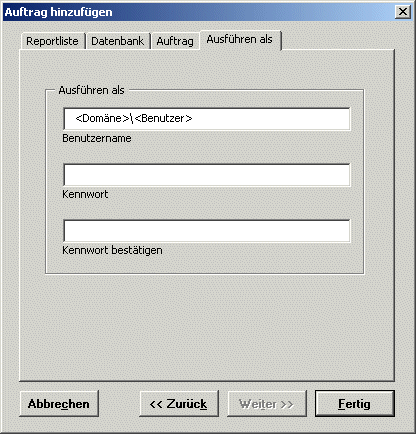 Auftrag hinzufügen
Reportliste Datenbank Auftrag Ausführen als
Ausführen als
<Domäne>\<Benutzer>
Benutzername
Kennwort
Kennwort bestätigen
Abbrechen << Zurück Weiter >> Fertig